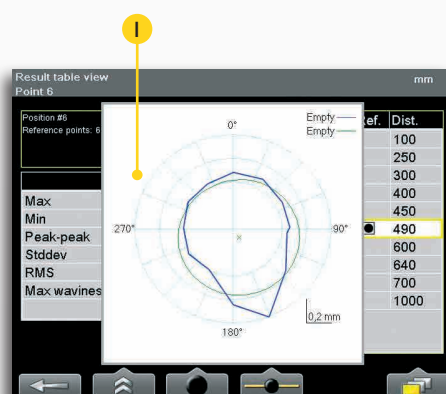 I
Result table view
mm
Point 6
Position #6
Reference points: 6
Max
Min
Peak-peak
Stddev
RMS
Max wavines
0°
90°
180°
270°
Empty
Empty
0,2 mm
ef. Dist.
100
250
300
400
450
490
600
640
700
1000